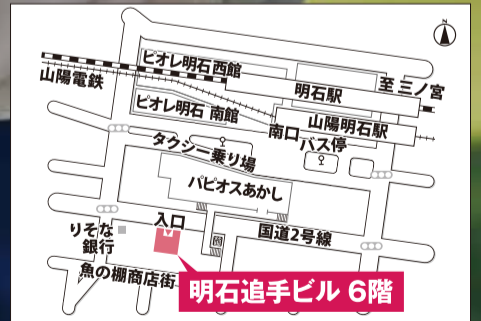 N
ピオレ明石 西館
山陽電鉄
明石駅
至 三ノ宮
ピオレ明石 南館
山陽明石駅
南口
バス停
タクシー乗り場
パピオスあかし
入口
りそな
銀行
国道2号線
魚の棚商店街
明石追手ビル 6階